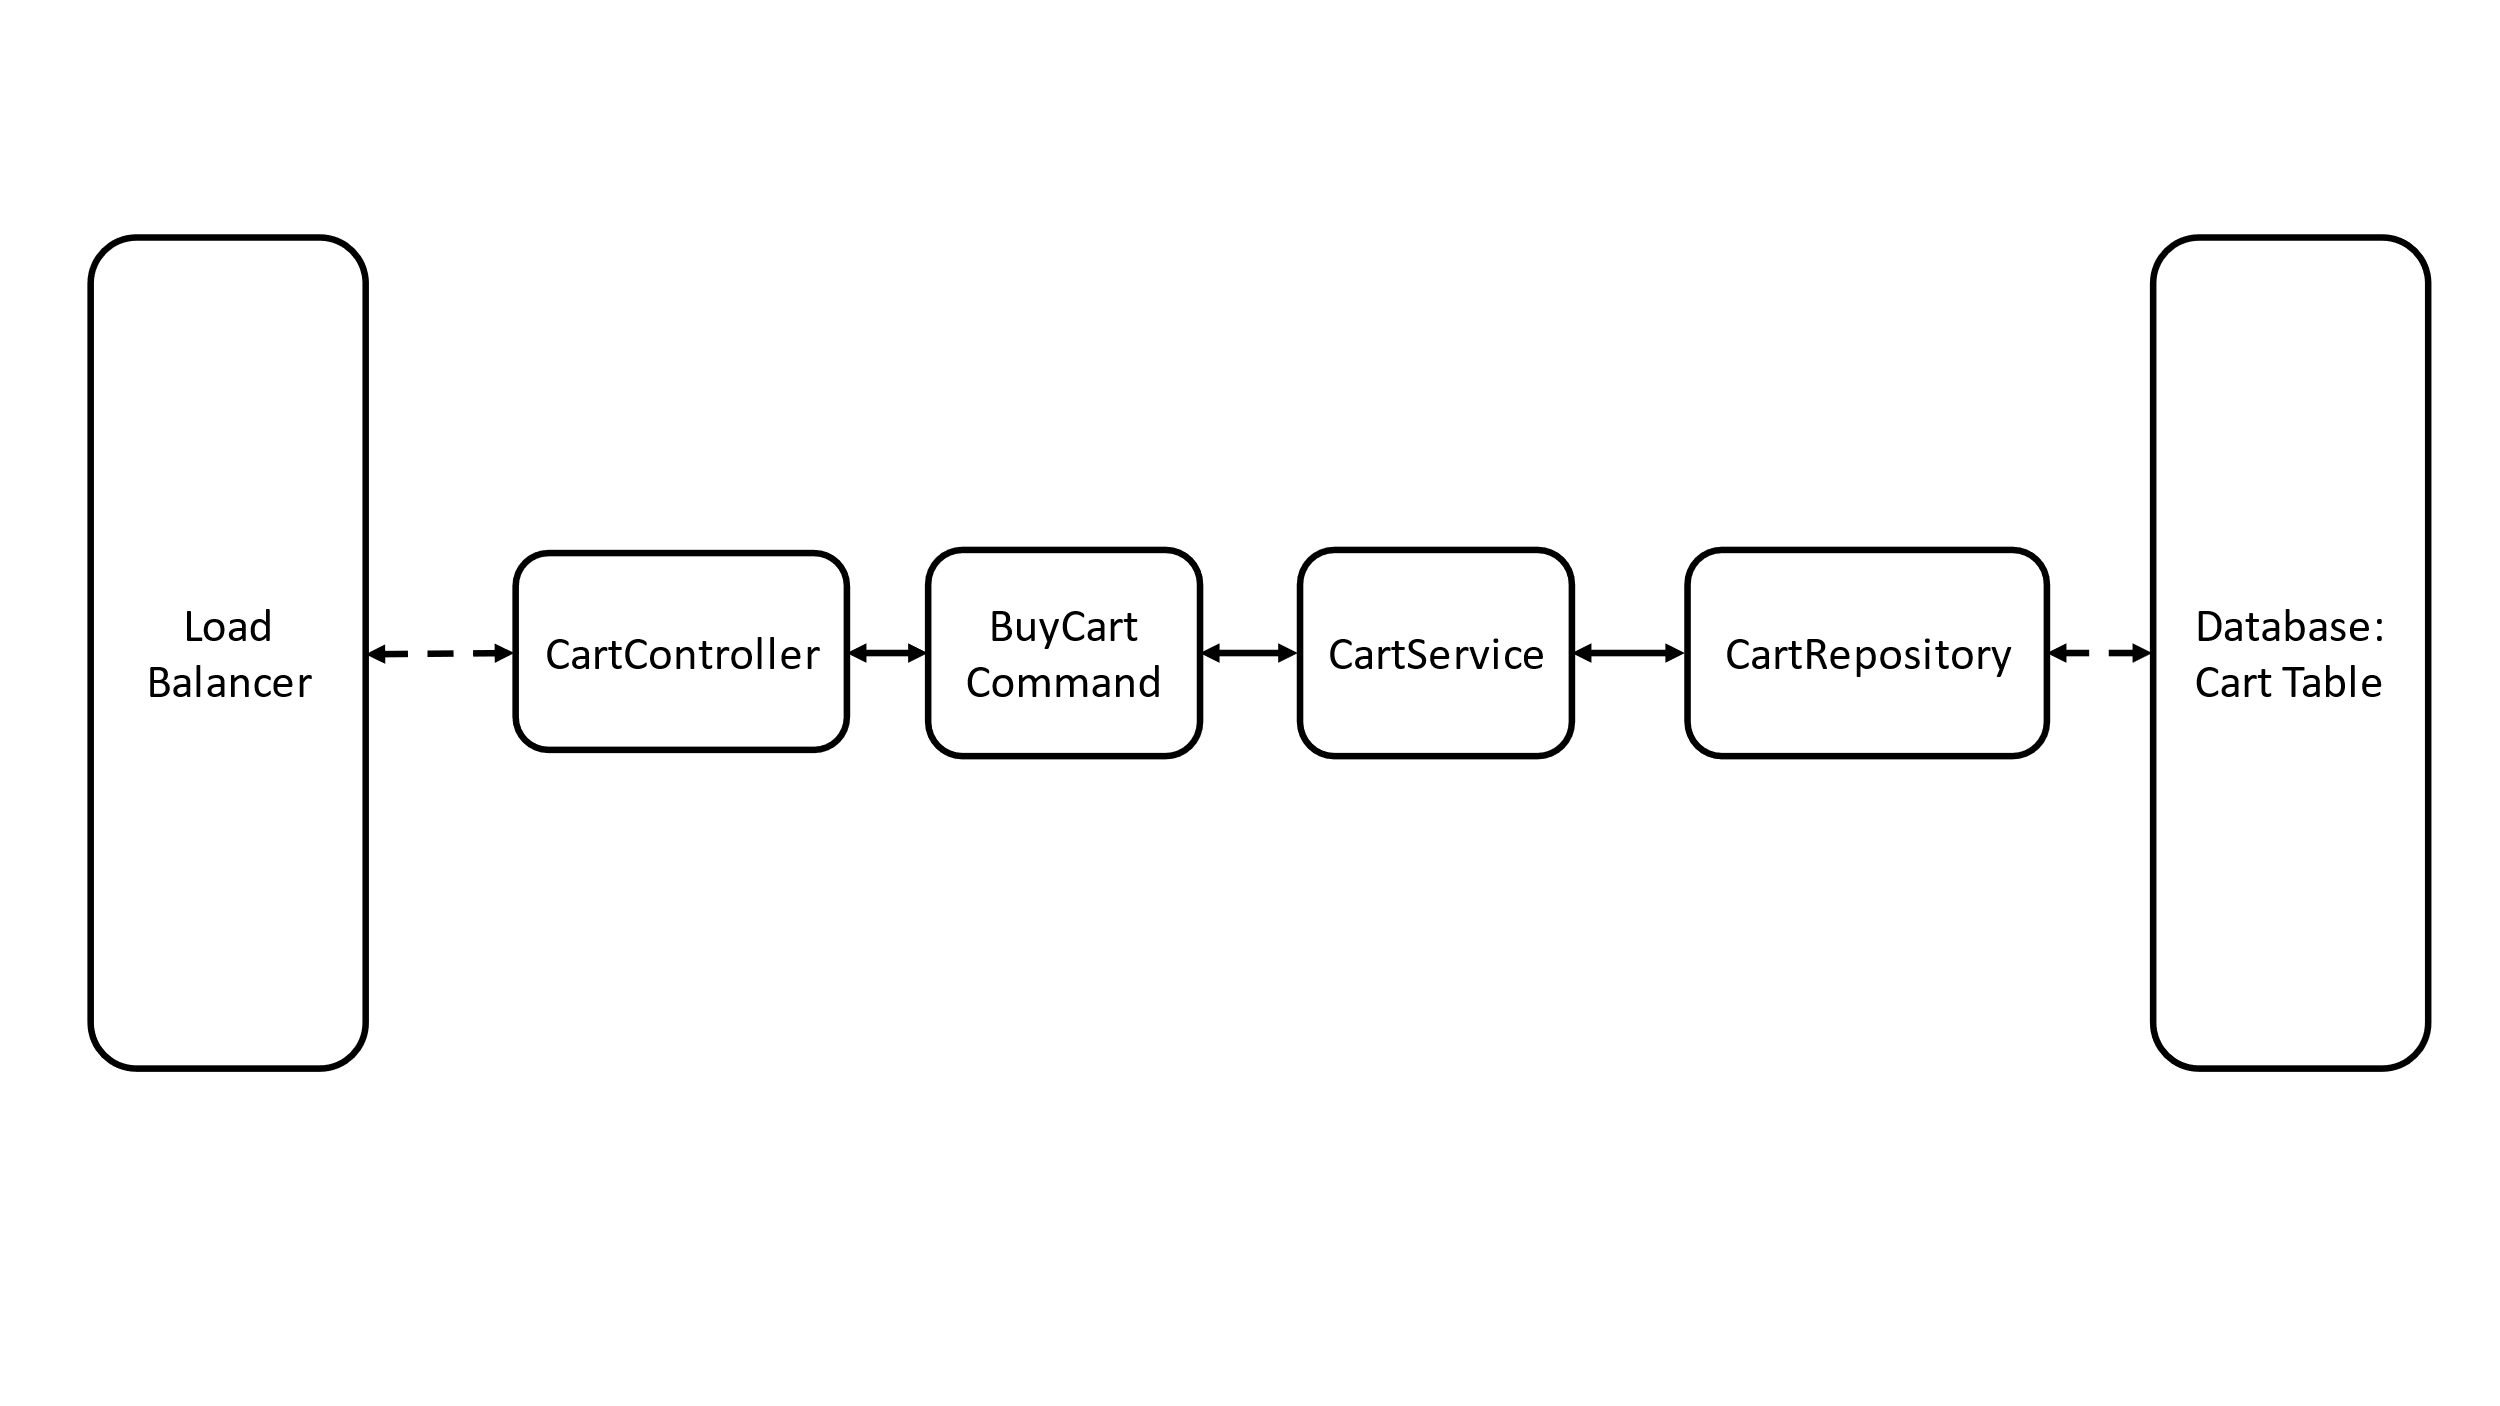 Load
Balancer
CartController
BuyCart
Command
CartService
CartRepository
Database:
Cart Table